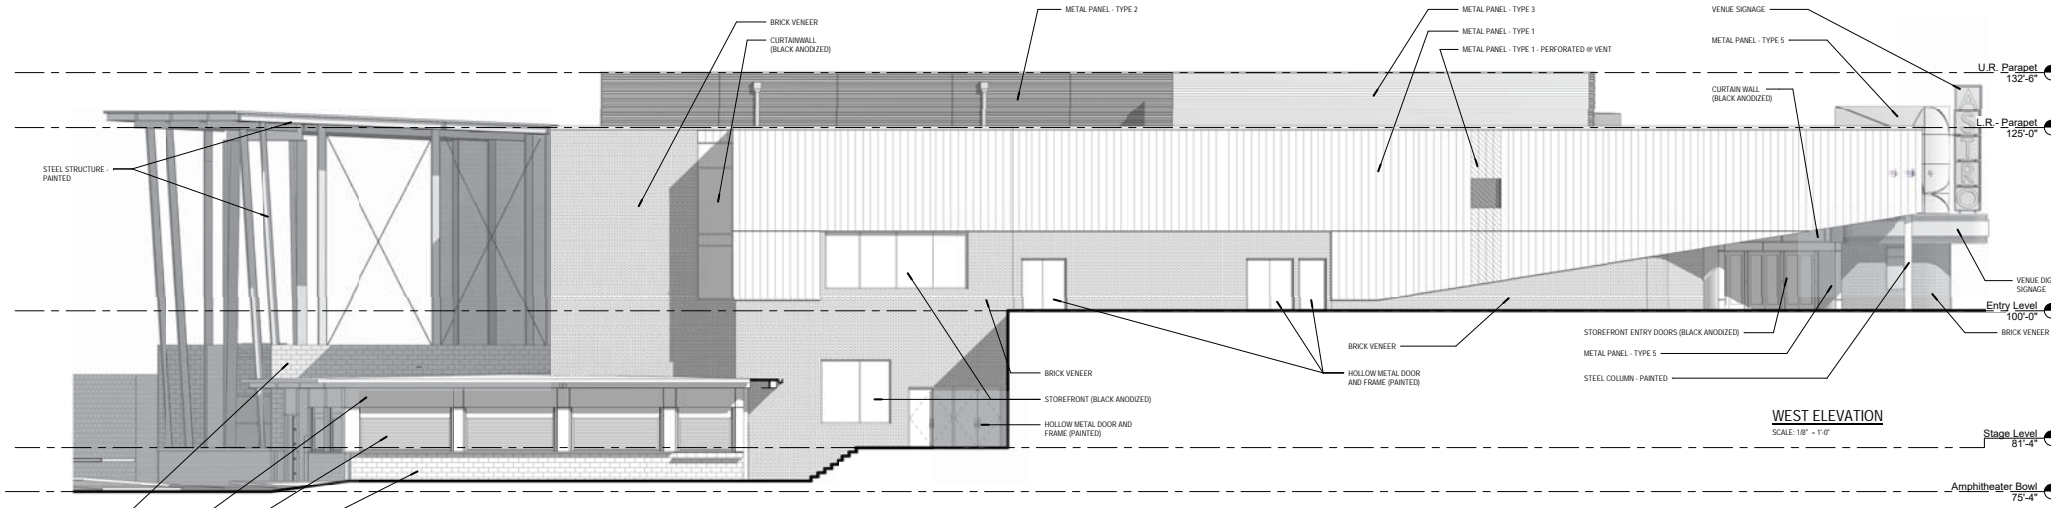 BRICK VENEER
CURTAINWALL
(BLACK ANODIZED)
METAL PANEL - TYPE 2
METAL PANEL - TYPE 3
METAL PANEL - TYPE 1
METAL PANEL - TYPE 1 - PERFORATED @ VENT
VENUE SIGNAGE
METAL PANEL - TYPE 5
CURTAIN WALL
(BLACK ANODIZED)
U.R. Parapet
132'-6"
L.R.- Parapet
125'-0"
ASTRO
STEEL STRUCTURE -
PAINTED
VENUE DIG
SIGNAGE
Entry Level
100'-0"
BRICK VENEER
STOREFRONT ENTRY DOORS (BLACK ANODIZED)
METAL PANEL - TYPE 5
STEEL COLUMN - PAINTED
BRICK VENEER
HOLLOW METAL DOOR
AND FRAME (PAINTED)
BRICK VENEER
STOREFRONT (BLACK ANODIZED)
HOLLOW METAL DOOR AND
FRAME (PAINTED)
WEST ELEVATION
SCALE: 1/8" = 1'-0"
Stage Level
81'-4"
Amphitheater Bowl
75'-4"